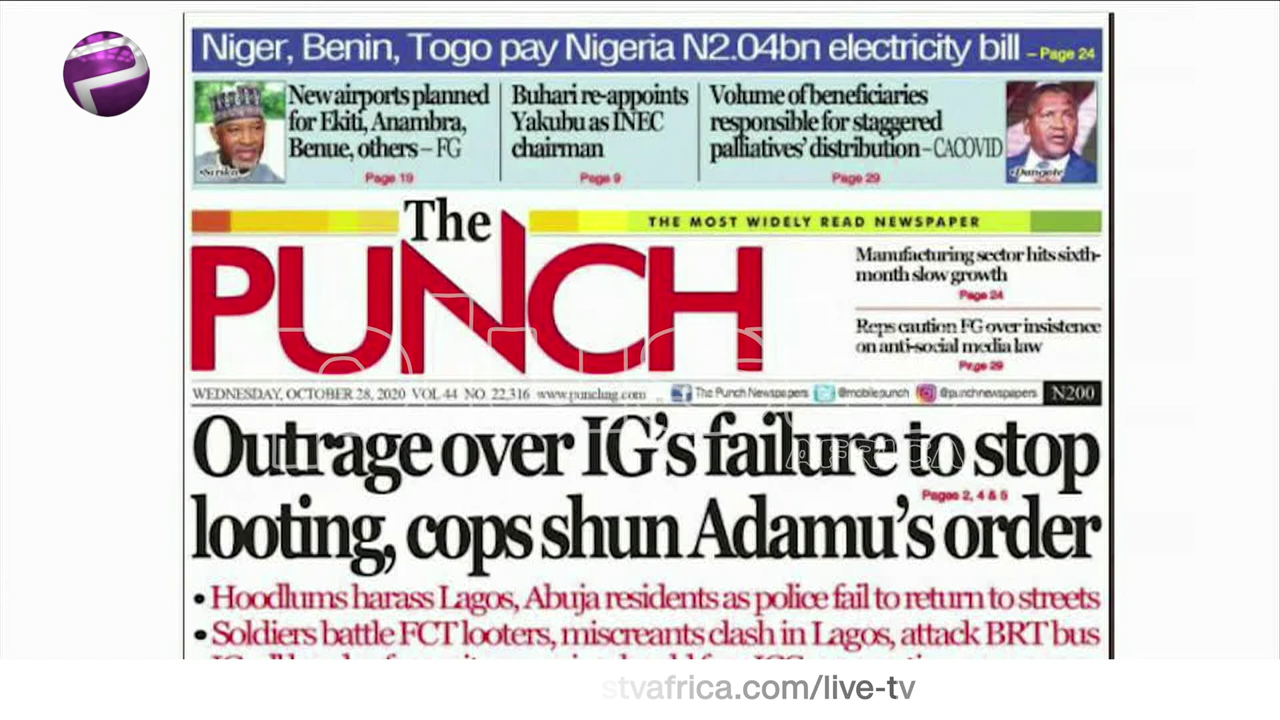 Niger, Benin, Togo pay Nigeria N2.04bn electricity bill – Page 24
New airports planned
for Ekiti, Anambra,
Benue, others – FG
Page 19
Buhari re-appoints
Yakubu as INEC
chairman
Page 9
Volume of beneficiaries
responsible for staggered
palliatives' distribution – CACOVID
Page 29
•Sirika
•Dangote
The
PUNCH
THE MOST WIDELY READ NEWSPAPER
Manufacturing sector hits sixth-
month slow growth
Page 24
Reps caution FG over insistence
on anti-social media law
Page 29
WEDNESDAY, OCTOBER 28, 2020 VOL 44 NO. 22,316 www.punchng.com
The Punch Newspapers @mobilepunch @punchnewspapers N200
Outrage over IG's failure to stop
Pages 2, 4 & 5
looting, cops shun Adamu's order
• Hoodlums harass Lagos, Abuja residents as police fail to return to streets
• Soldiers battle FCT looters, miscreants clash in Lagos, attack BRT bus
plus
AFRICA
stvafrica.com/live-tv